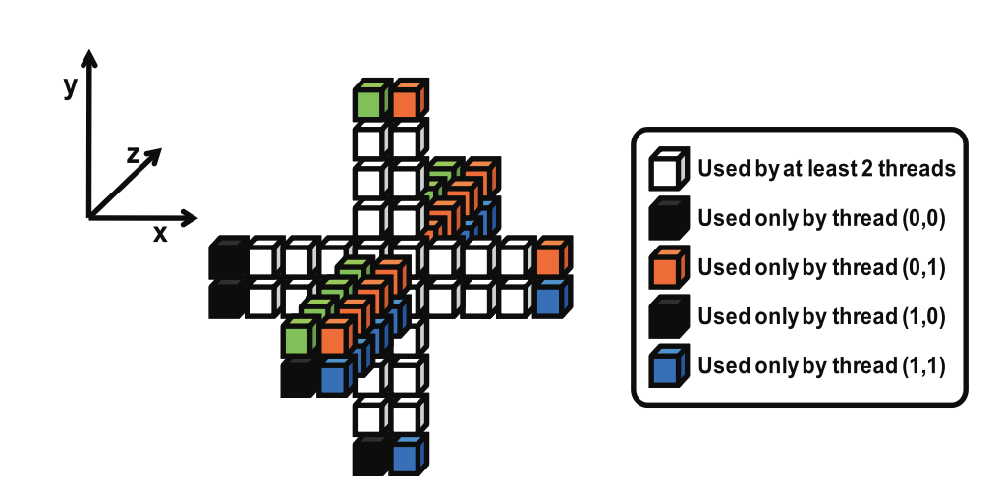 y
z
x
Used by at least 2 threads
Used only by thread (0,0)
Used only by thread (0,1)
Used only by thread (1,0)
Used only by thread (1,1)